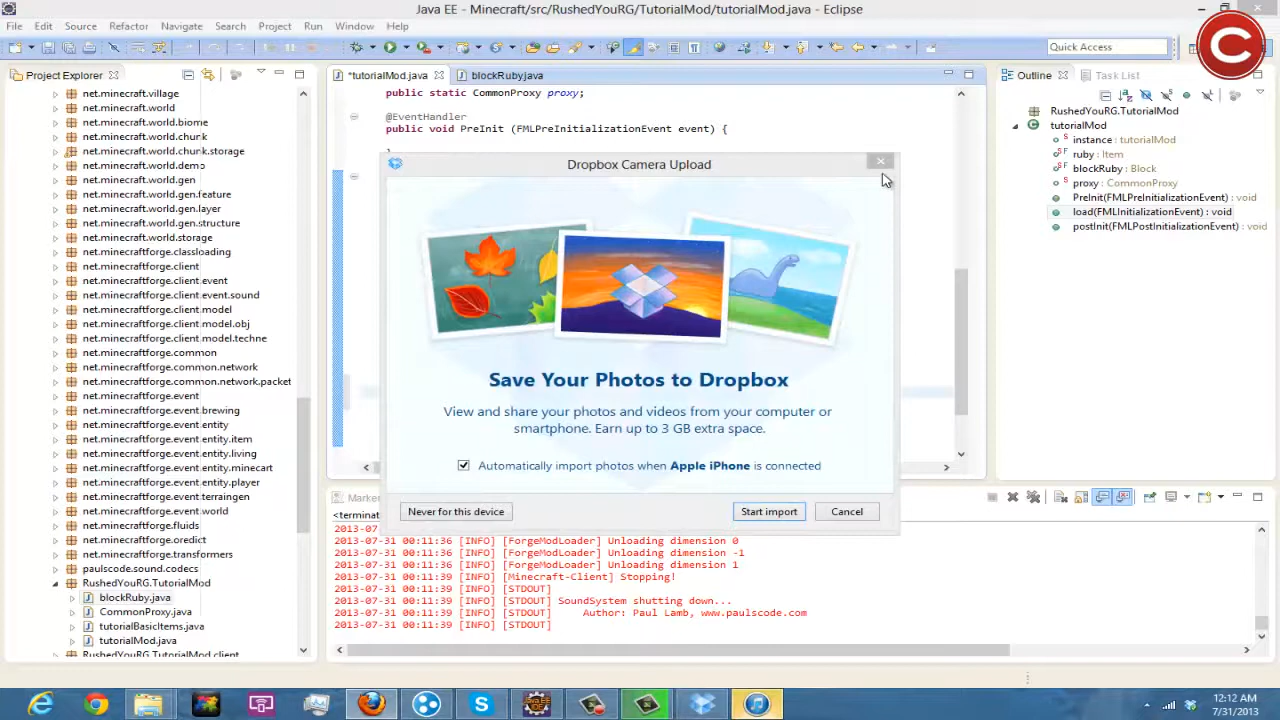 Java EE - Minecraft/src/RushedYouRG/TutorialMod/tutorialMod.java - Eclipse
File Edit Source Refactor Navigate Search Project Run Window Help
Quick Access
Project Explorer
net.minecraft.village
net.minecraft.world
net.minecraft.world.biome
net.minecraft.world.chunk
net.minecraft.world.chunk.storage
net.minecraft.world.demo
net.minecraft.world.gen
net.minecraft.world.gen.feature
net.minecraft.world.gen.layer
net.minecraft.world.gen.structure
net.minecraft.world.storage
net.minecraftforge.classloading
net.minecraftforge.client
net.minecraftforge.client.event
net.minecraftforge.client.event.sound
net.minecraftforge.client.model
net.minecraftforge.client.model.obj
net.minecraftforge.client.model.techne
net.minecraftforge.common
net.minecraftforge.common.network
net.minecraftforge.common.network.packet
net.minecraftforge.event
net.minecraftforge.event.brewing
net.minecraftforge.event.entity
net.minecraftforge.event.entity.item
net.minecraftforge.event.entity.living
net.minecraftforge.event.entity.minecart
net.minecraftforge.event.entity.player
net.minecraftforge.event.terraingen
net.minecraftforge.event.world
net.minecraftforge.fluids
net.minecraftforge.oredict
net.minecraftforge.transformers
paulscode.sound.codecs
RushedYouRG.TutorialMod
blockRuby.java
CommonProxy.java
tutorialBasicItems.java
tutorialMod.java
RushedYouRG.TutorialMod.client
*tutorialMod.java
blockRuby.java
public static CommonProxy proxy;
@EventHandler
public void PreInit (FMLPreInitializationEvent event) {
Dropbox Camera Upload
Save Your Photos to Dropbox
View and share your photos and videos from your computer or
smartphone. Earn up to 3 GB extra space.
Automatically import photos when Apple iPhone is connected
Never for this device
Start import
Cancel
Outline
Task List
RushedYouRG.TutorialMod
tutorialMod
instance : tutorialMod
ruby : Item
blockRuby : Block
proxy : CommonProxy
PreInit(FMLPreInitializationEvent) : void
load(FMLInitializationEvent) : void
postInit(FMLPostInitializationEvent) : void
Marker
<terminat
2013-07-
2013-07-31 00:11:36 [INFO] [ForgeModLoader] Unloading dimension 0
2013-07-31 00:11:36 [INFO] [ForgeModLoader] Unloading dimension -1
2013-07-31 00:11:36 [INFO] [ForgeModLoader] Unloading dimension 1
2013-07-31 00:11:39 [INFO] [Minecraft-Client] Stopping!
2013-07-31 00:11:39 [INFO] [STDOUT]
2013-07-31 00:11:39 [INFO] [STDOUT] SoundSystem shutting down...
2013-07-31 00:11:39 [INFO] [STDOUT] Author: Paul Lamb, www.paulscode.com
2013-07-31 00:11:39 [INFO] [STDOUT]
12:12 AM
7/31/2013